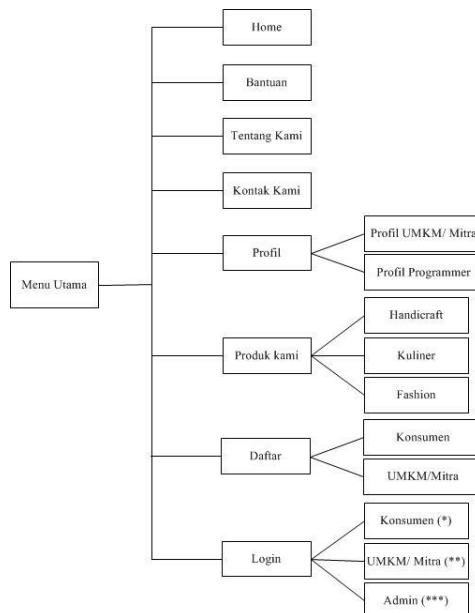 Home
Bantuan
Tentang Kami
Kontak Kami
Profil UMKM/ Mitra
Profil
Profil Programmer
Menu Utama
Handicraft
Produk kami
Kuliner
Fashion
Konsumen
Daftar
UMKM/Mitra
Konsumen (*)
Login
UMKM/ Mitra (**)
Admin (***)